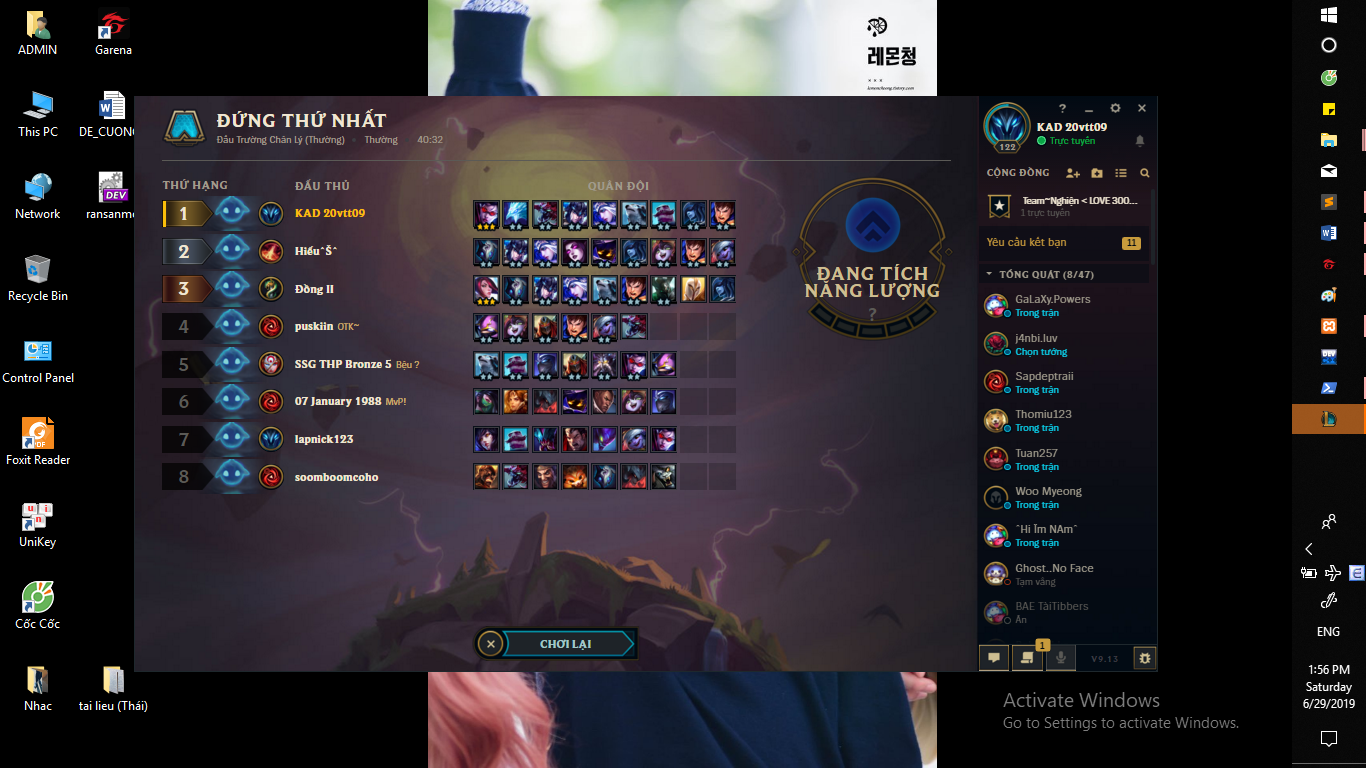 ADMIN
Garena
This PC
DE_CUON
Network
ransanm
Recycle Bin
Control Panel
Foxit Reader
UniKey
Cốc Cốc
Nhac
tai lieu (Thái)
레몬청
ĐỨNG THỨ NHẤT
Đấu Trường Chân Lý (Thường) • Thường 40:32
THỨ HẠNG ĐẤU THỦ QUÂN ĐỘI
1 KAD 20vtt09
2 HiếuˆŠˆ
3 Đồng II
4 puskiin OTK~
5 SSG THP Bronze 5 Bệu ?
6 07 January 1988 MvP!
7 lapnick123
8 soomboomcoho
ĐANG TÍCH
NĂNG LƯỢNG
?
CHƠI LẠI
KAD 20vtt09
Trực tuyến
122
CỘNG ĐỒNG
Team~Nghiện < LOVE 300...
1 trực tuyến
Yêu cầu kết bạn 11
TỔNG QUÁT (8/47)
GaLaXy.Powers
Trong trận
j4nbi.luv
Chọn tướng
Sapdeptraii
Trong trận
Thomiu123
Trong trận
Tuan257
Trong trận
Woo Myeong
Trong trận
ˆHi Ïm NAmˆ
Trong trận
Ghost..No Face
Tạm vắng
BAE TàiTibbers
Ẩn
1
V9.13
Activate Windows
Go to Settings to activate Windows.
ENG
1:56 PM
Saturday
6/29/2019